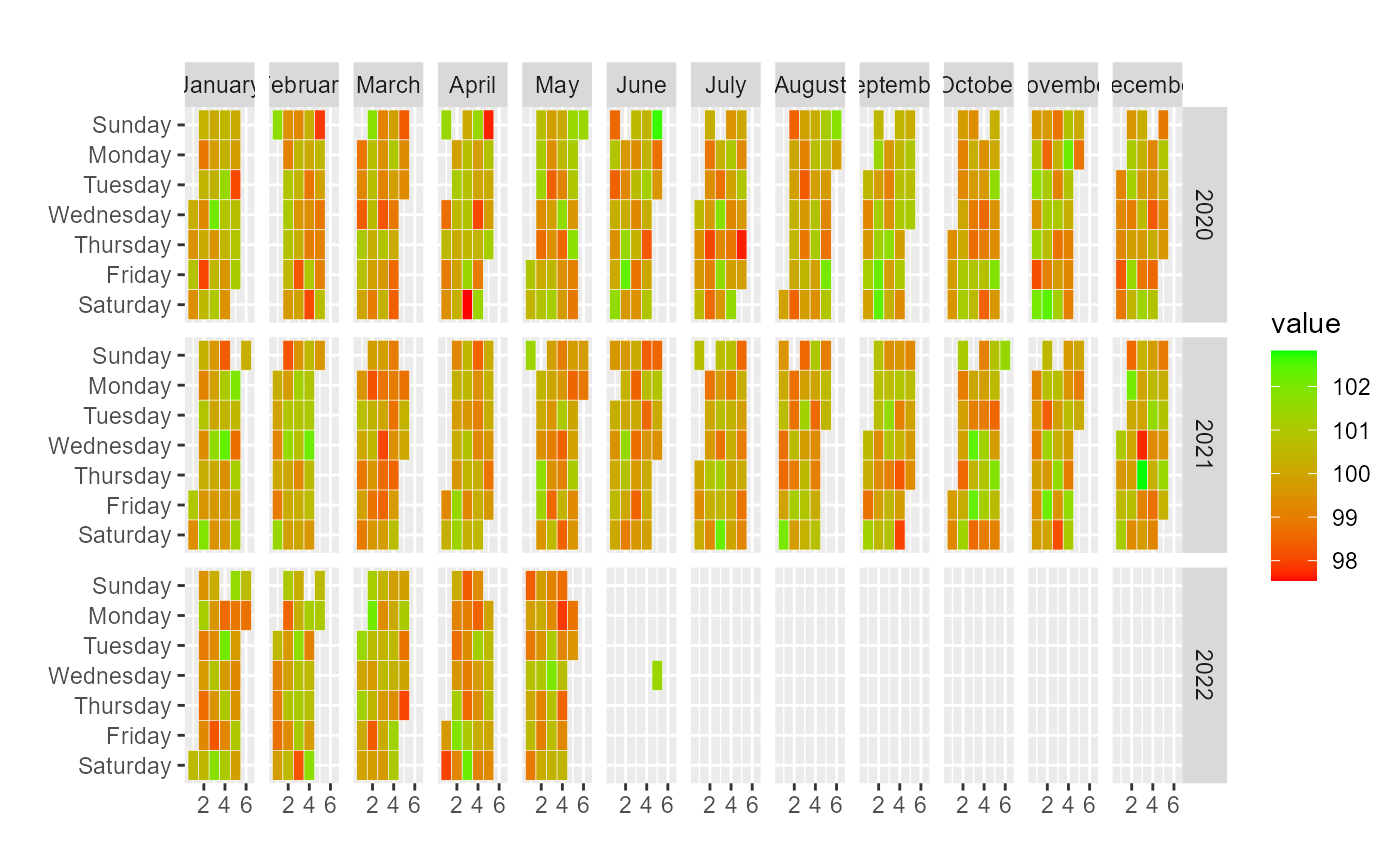 January ebruar March April May June July August eptemb Octobe ovembe ecembe
Sunday
Monday
Tuesday
Wednesday
Thursday
Friday
Saturday
2020
Sunday
Monday
Tuesday
Wednesday
Thursday
Friday
Saturday
2021
Sunday
Monday
Tuesday
Wednesday
Thursday
Friday
Saturday
2022
2 4 6 2 4 6 2 4 6 2 4 6 2 4 6 2 4 6 2 4 6 2 4 6 2 4 6 2 4 6 2 4 6 2 4 6
value
102
101
100
99
98